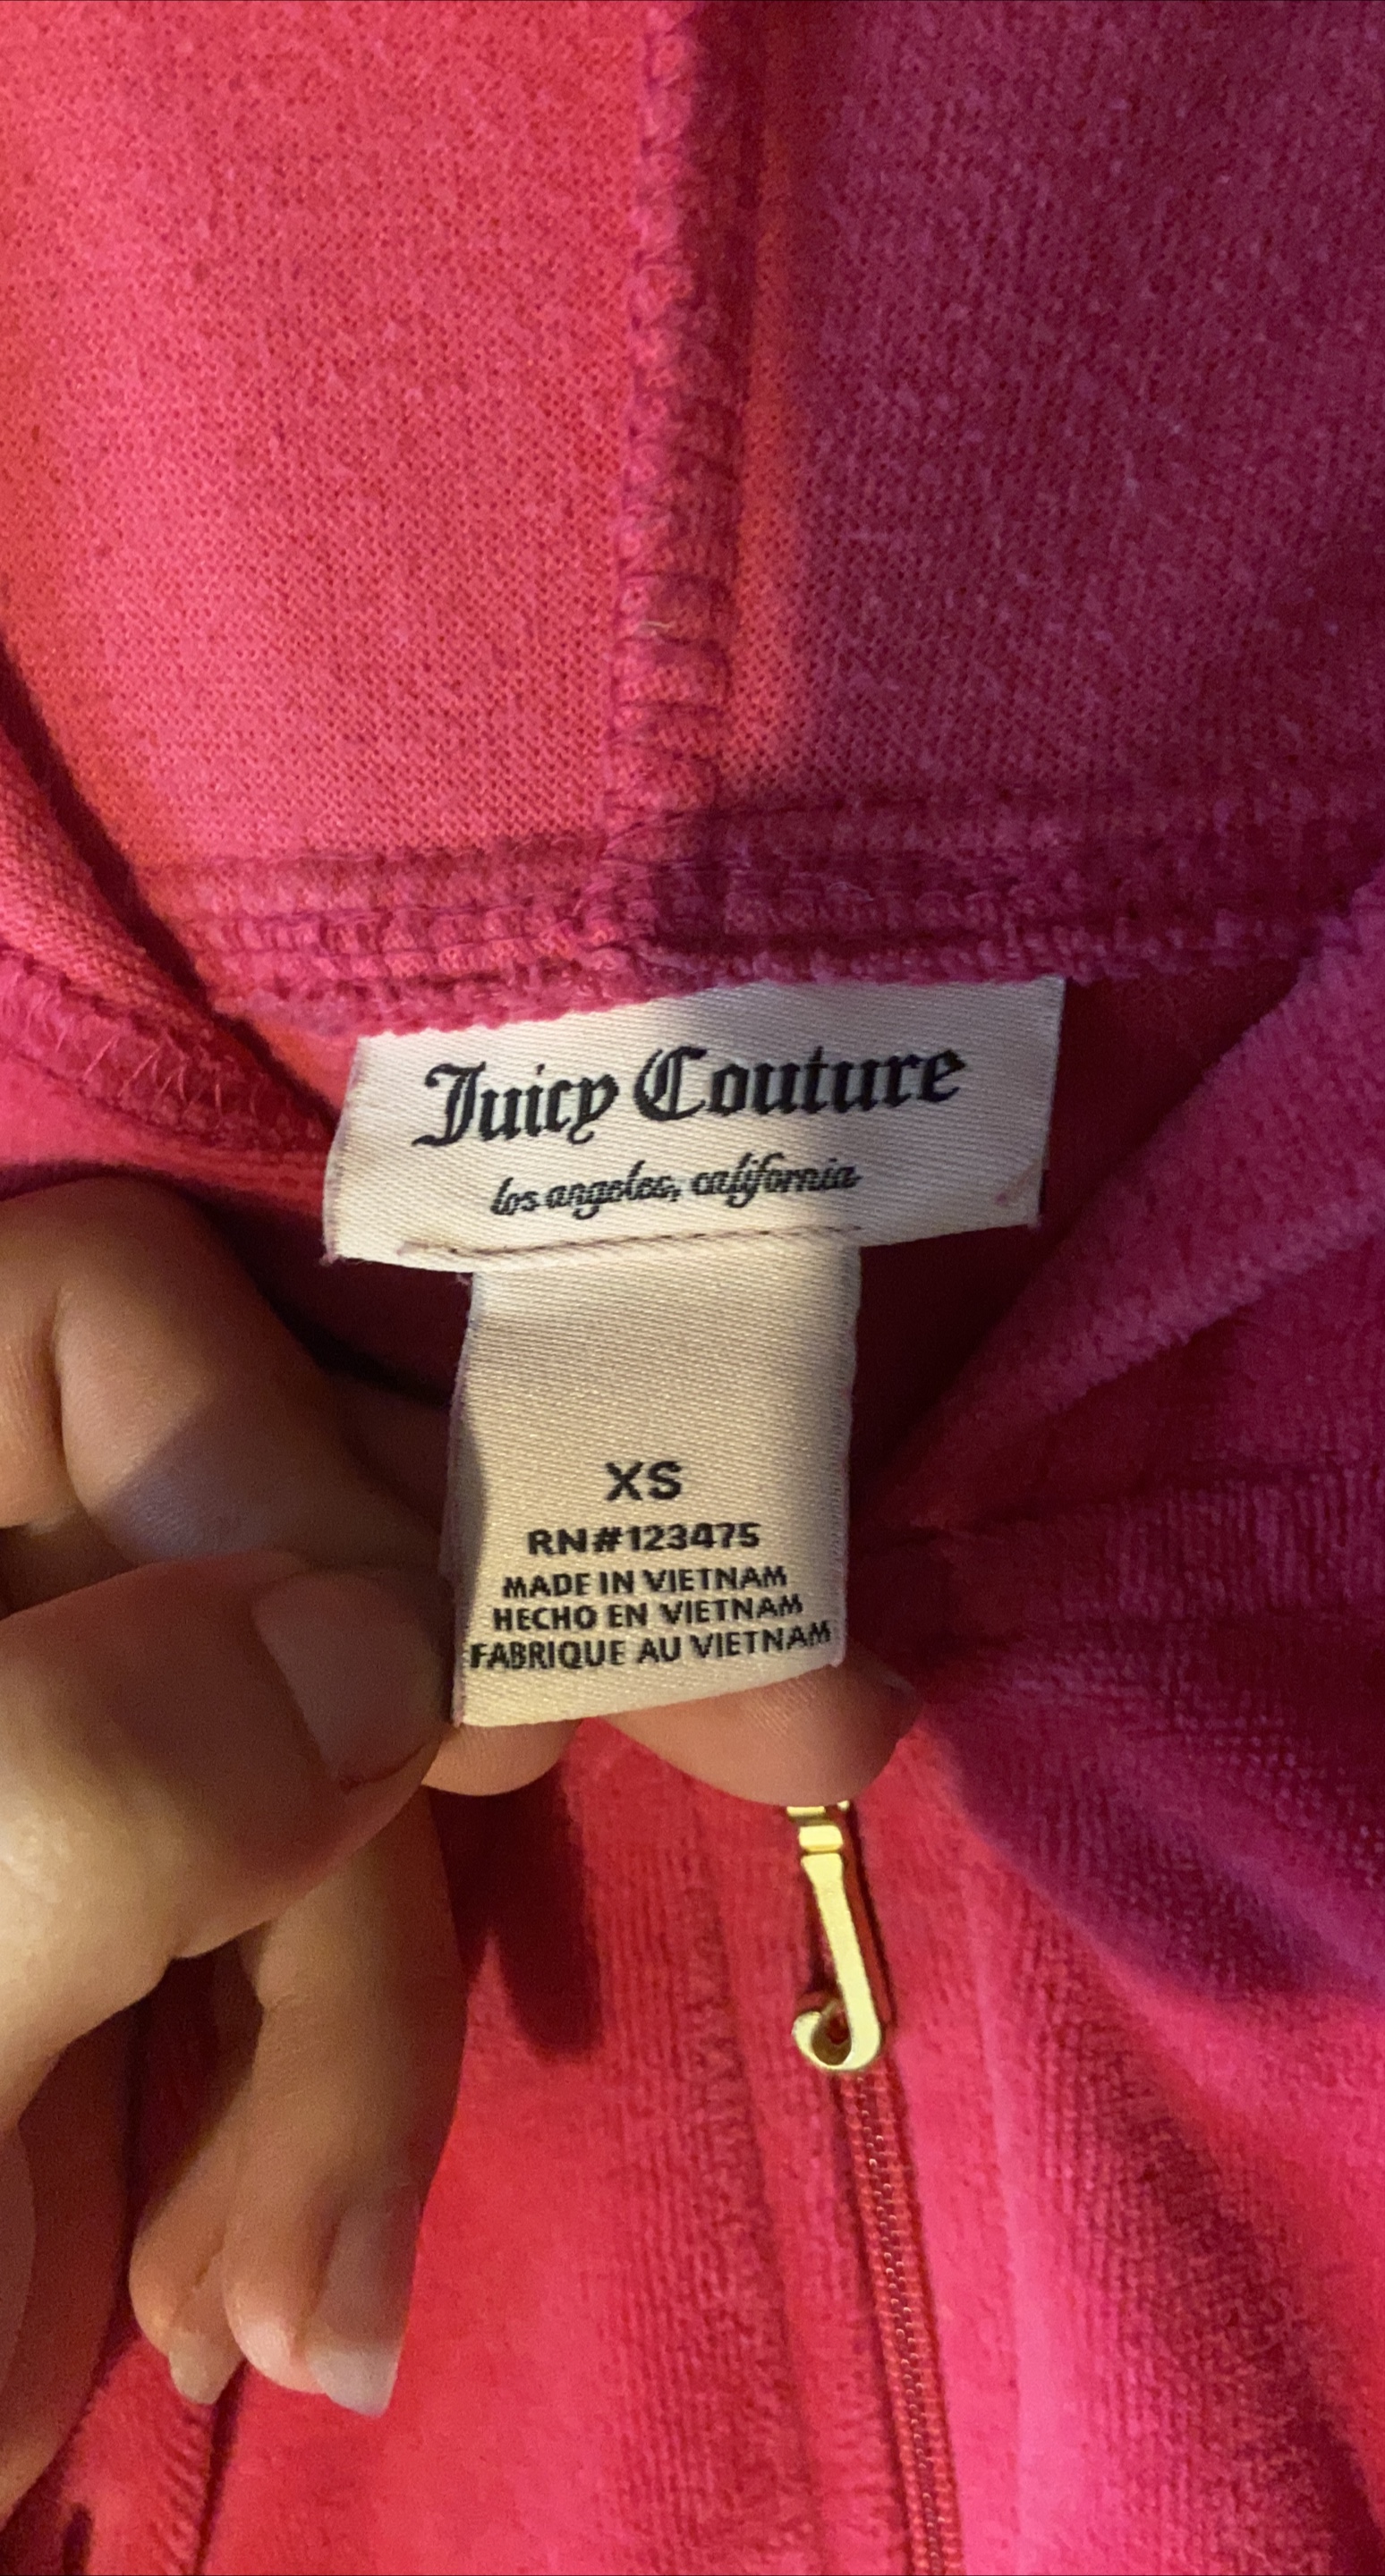 Juicy Couture
los angeles, california
XS
RN#123475
MADE IN VIETNAM
HECHO EN VIETNAM
FABRIQUE AU VIETNAM